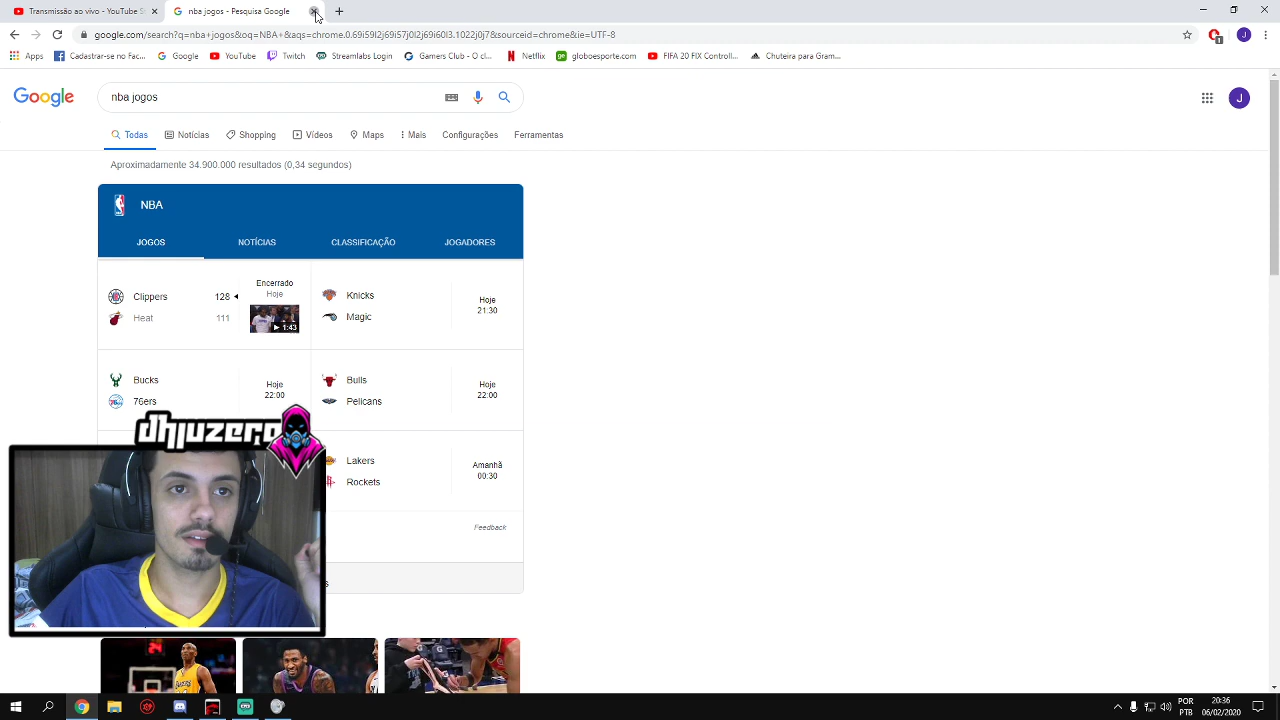 Transmissão ao vivo - YouTube S
nba jogos - Pesquisa Google
google.com/search?q=nba+jogos&oq=NBA+&aqs=chrome.0.69i59l2j69i57j0l2j69i60l3.1022j0j7&sourceid=chrome&ie=UTF-8
Apps
Cadastrar-se no Fac...
Google
YouTube
Twitch
Streamlabs Login
Gamers Club - O cl...
Netflix
globoesporte.com
FIFA 20 FIX Controll...
Chuteira para Gram...
Google
nba jogos
J
Todas
Notícias
Shopping
Vídeos
Maps
Mais
Configurações
Ferramentas
Aproximadamente 34.900.000 resultados (0,34 segundos)
NBA
JOGOS
NOTÍCIAS
CLASSIFICAÇÃO
JOGADORES
Clippers 128
Heat 111
Encerrado
Hoje
1:43
Knicks
Magic
Hoje
21:30
Bucks
76ers
Hoje
22:00
Bulls
Pelicans
Hoje
22:00
Lakers
Rockets
Amanhã
00:30
Feedback
dhjuzero
24
POR
PTB
20:36
06/02/2020